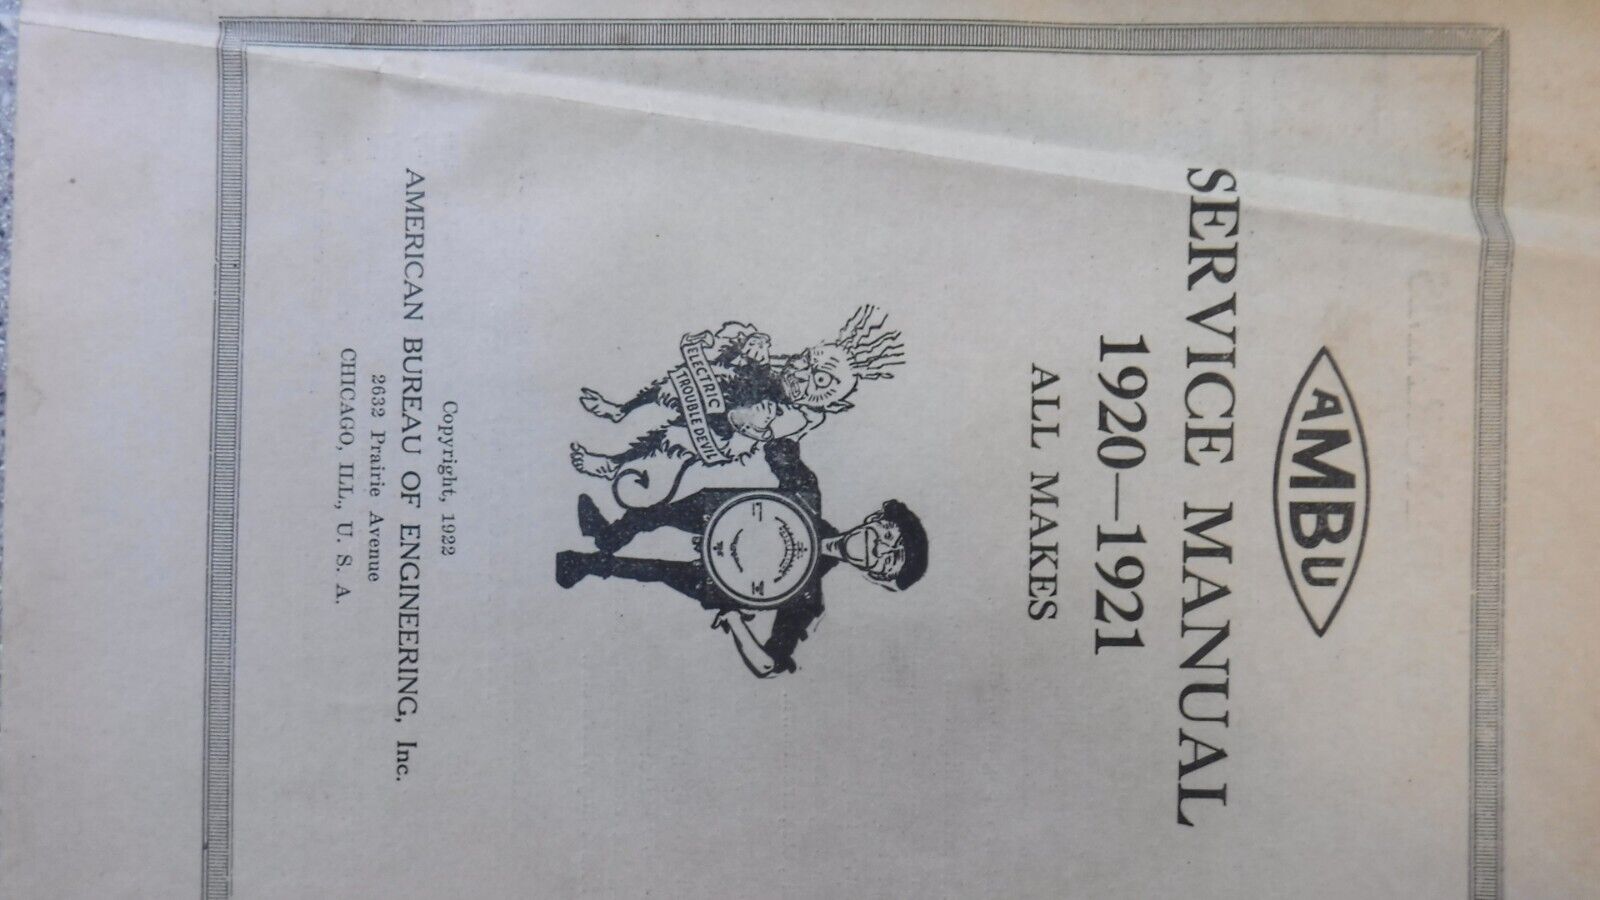 AMBU
SERVICE MANUAL
1920—1921
ALL MAKES
ELECTRIC
TROUBLE DEVIL
Copyright, 1922
AMERICAN BUREAU OF ENGINEERING, Inc.
2632 Prairie Avenue
CHICAGO, ILL., U. S. A.